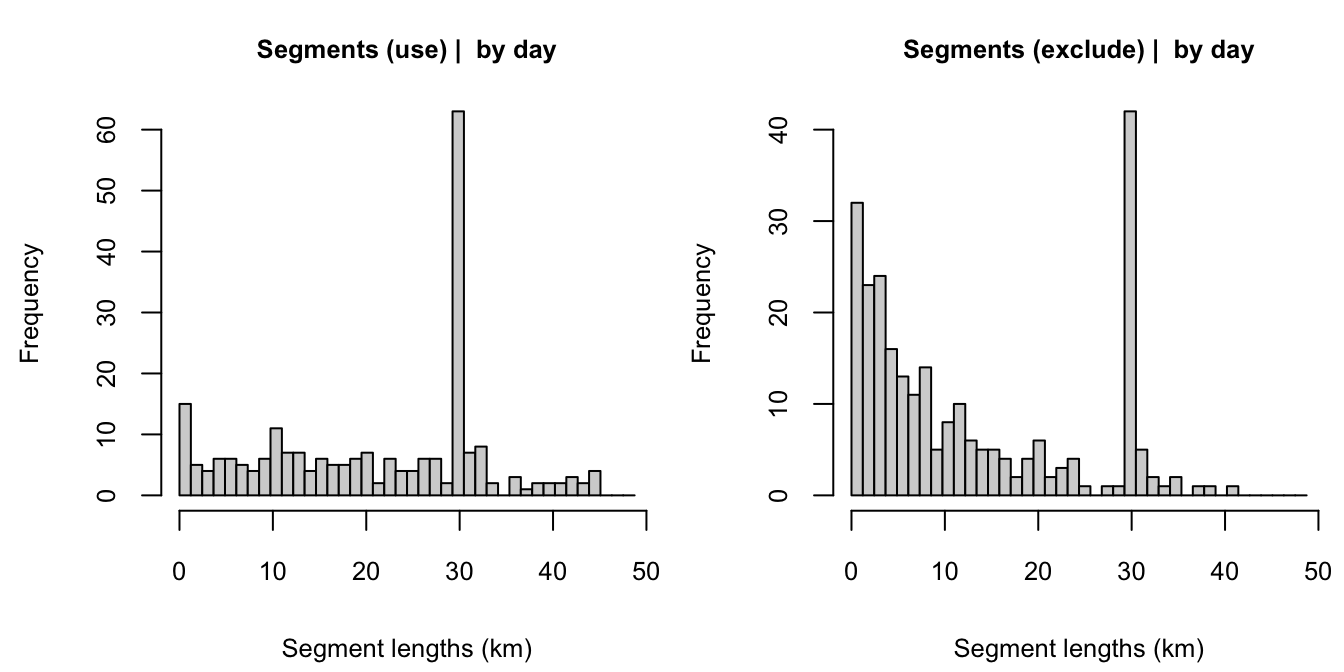 Segments (use) |  by day
Frequency
0 10 20 30 40 50 60
0 10 20 30 40 50
Segment lengths (km)
Segments (exclude) |  by day
Frequency
0 10 20 30 40
0 10 20 30 40 50
Segment lengths (km)